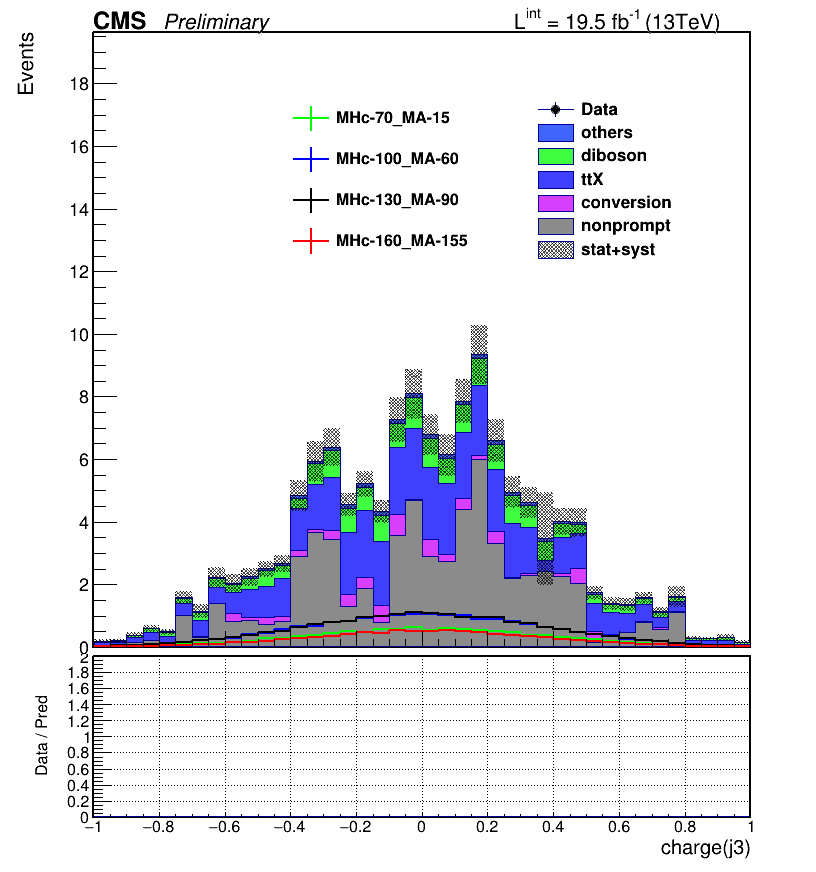 CMS Preliminary L^int = 19.5 fb^-1 (13TeV)
Events
18
16
14
12
10
8
6
4
2
0
MHc-70_MA-15
MHc-100_MA-60
MHc-130_MA-90
MHc-160_MA-155
Data
others
diboson
ttX
conversion
nonprompt
stat+syst
Data / Pred
2
1.8
1.6
1.4
1.2
1
0.8
0.6
0.4
0.2
0
−1 −0.8 −0.6 −0.4 −0.2 0 0.2 0.4 0.6 0.8 1
charge(j3)